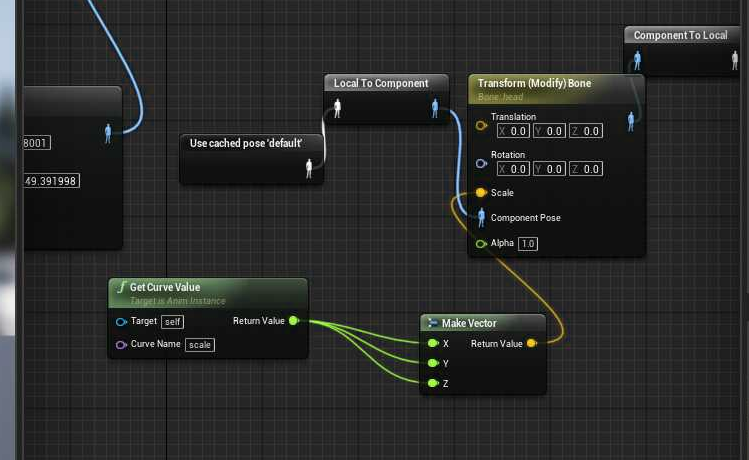 Component To Local
Local To Component
Transform (Modify) Bone
Bone: head
Translation
X 0.0 Y 0.0 Z 0.0
Use cached pose 'default'
8001
Rotation
X 0.0 Y 0.0 Z 0.0
49.391998
Scale
Component Pose
Alpha 1.0
Get Curve Value
Target is Anim Instance
Target self Return Value
Curve Name scale
Make Vector
X Return Value
Y
Z